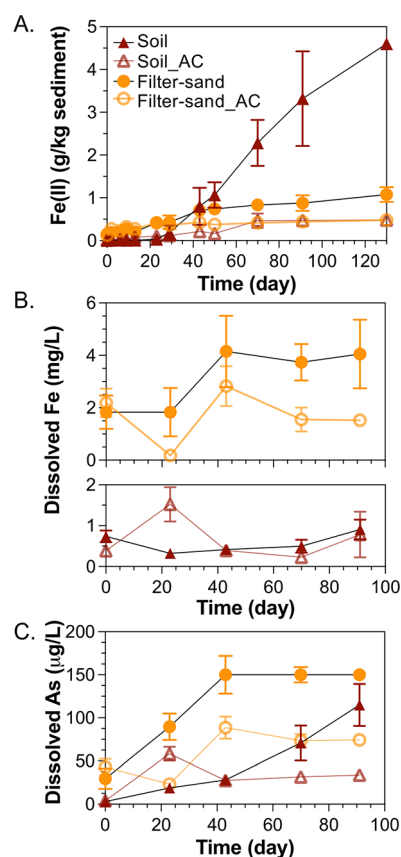 A.
Fe(II) (g/kg sediment)
5
4
3
2
1
0
Soil
Soil_AC
Filter-sand
Filter-sand_AC
0 20 40 60 80 100 120
Time (day)
B.
Dissolved Fe (mg/L)
6
4
2
0
2
1
0
0 20 40 60 80 100
Time (day)
C.
Dissolved As (μg/L)
200
150
100
50
0
0 20 40 60 80 100
Time (day)